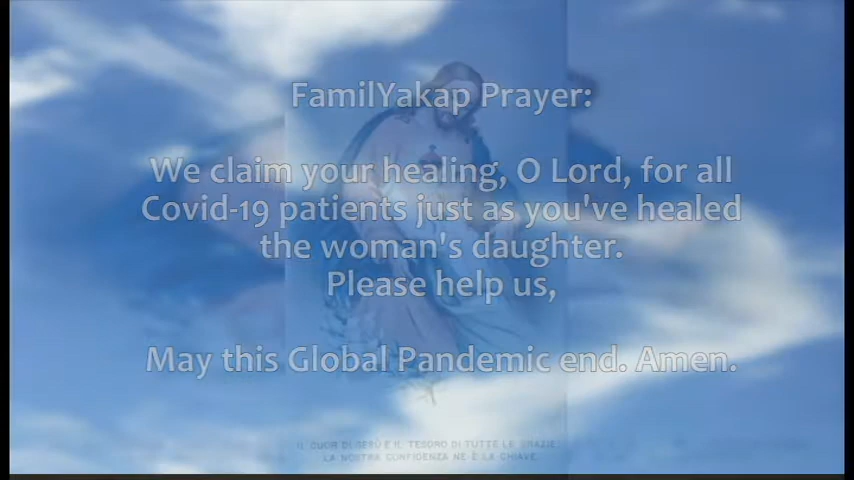 FamilYakap Prayer:
We claim your healing, O Lord, for all
Covid-19 patients just as you've healed
the woman's daughter.
Please help us,
May this Global Pandemic end. Amen.
IL CUOR DI GESÙ E IL TESORO DI TUTTE LE GRAZIE
LA NOSTRA CONFIDENZA NE È LA CHIAVE.